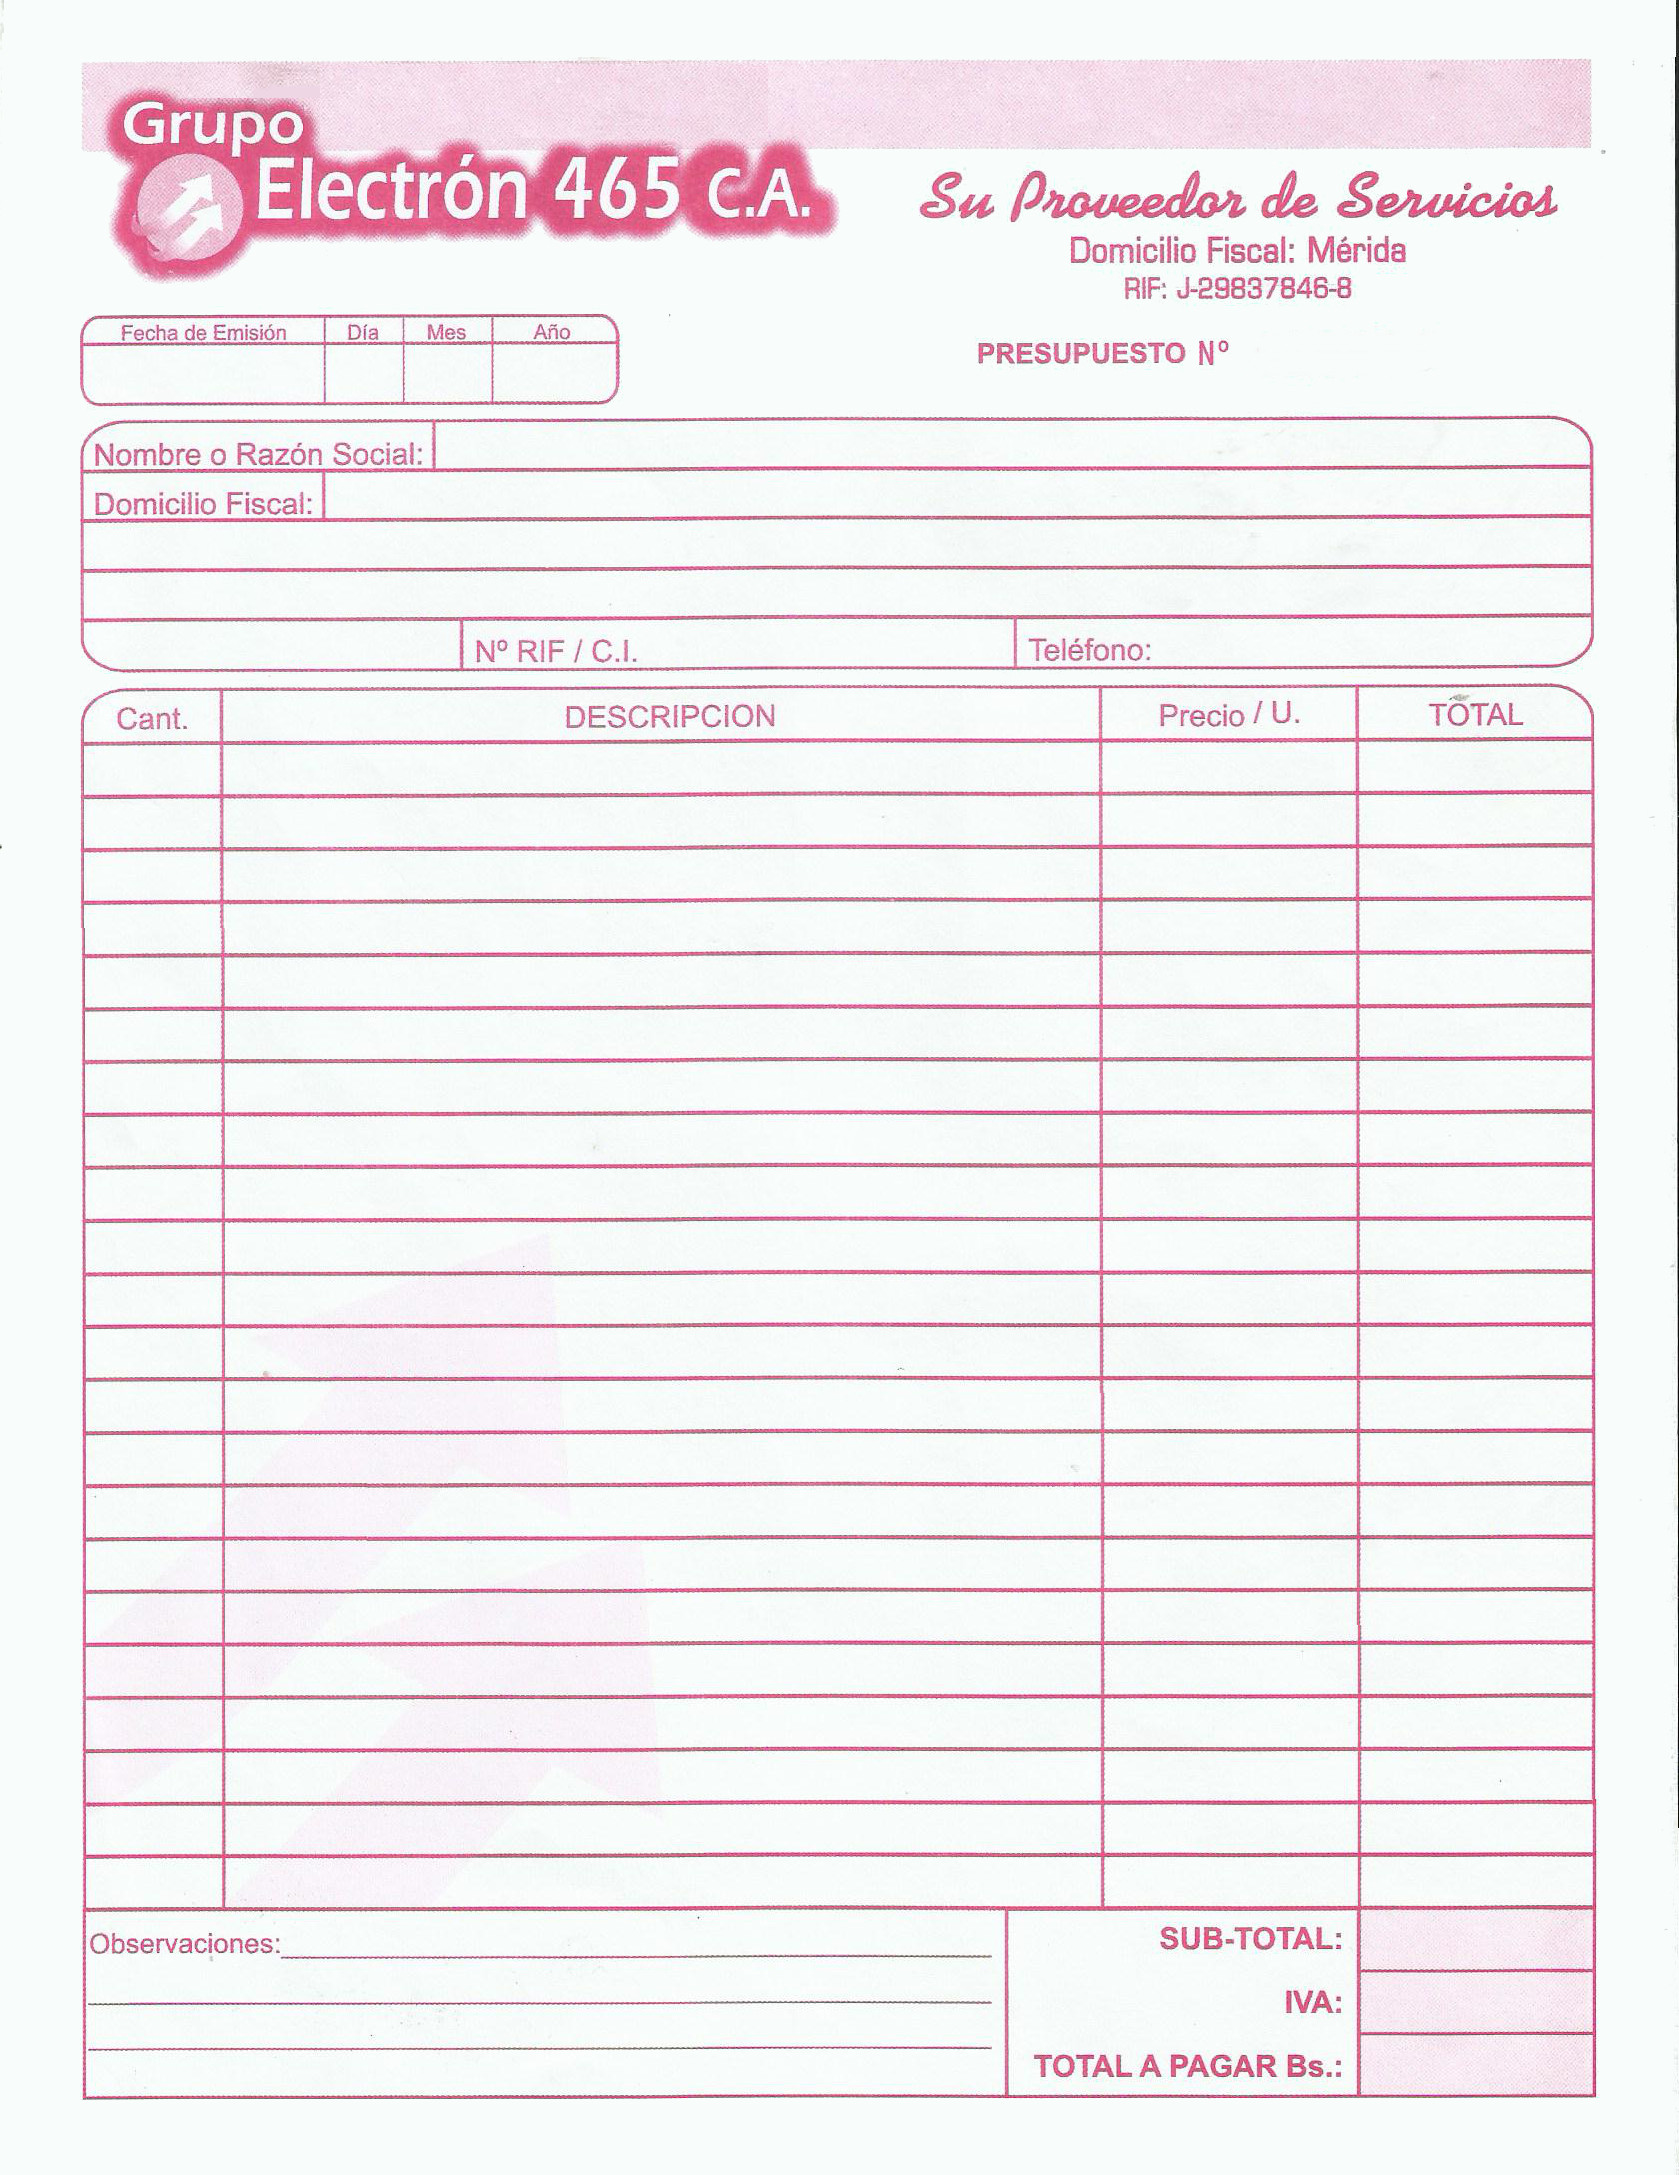 Grupo
Electrón 465 C.A.
Su Proveedor de Servicios
Domicilio Fiscal: Mérida
RIF: J-29837846-8
Fecha de Emisión Día Mes Año
PRESUPUESTO Nº
Nombre o Razón Social:
Domicilio Fiscal:
Nº RIF / C.I. Teléfono:
Cant. DESCRIPCION Precio / U. TOTAL
Observaciones:
SUB-TOTAL:
IVA:
TOTAL A PAGAR Bs.: